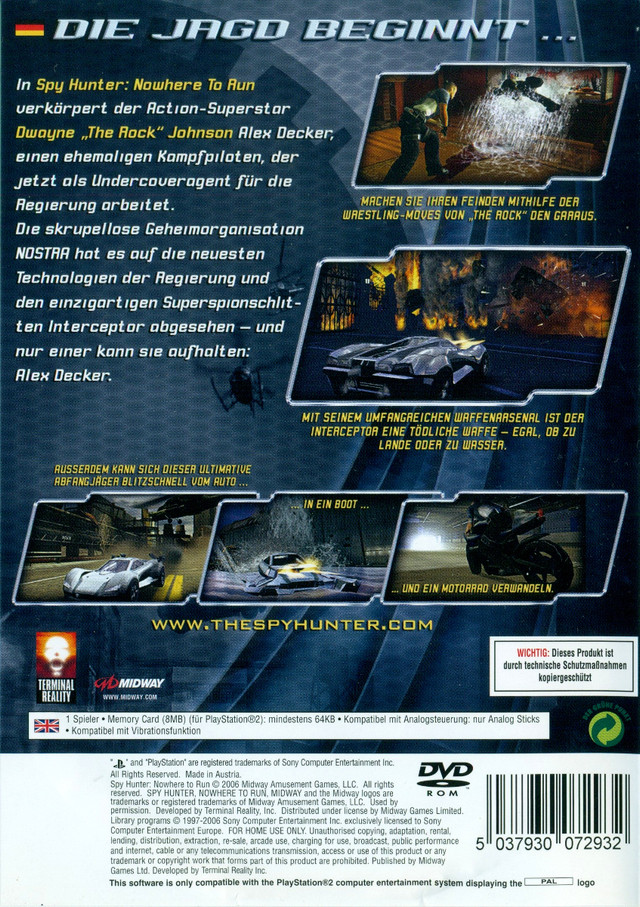 DIE JAGD BEGINNT ...
In Spy Hunter: Nowhere To Run
verkörpert der Action-Superstar
Dwayne „The Rock“ Johnson Alex Decker,
einen ehemaligen Kampfpiloten, der
jetzt als Undercoveragent für die
Regierung arbeitet.
Die skrupellose Geheimorganisation
NOSTRA hat es auf die neuesten
Technologien der Regierung und
den einzigartigen Superspionschlit-
ten Interceptor abgesehen – und
nur einer kann sie aufhalten:
Alex Decker.
MACHEN SIE IHREN FEINDEN MITHILFE DER
WRESTLING-MOVES VON „THE ROCK“ DEN GARAUS.
MIT SEINEM UMFANGREICHEN WAFFENARSENAL IST DER
INTERCEPTOR EINE TÖDLICHE WAFFE – EGAL, OB ZU
LANDE ODER ZU WASSER.
AUSSERDEM KANN SICH DIESER ULTIMATIVE
ABFANGJÄGER BLITZSCHNELL VOM AUTO ...
... IN EIN BOOT ...
... UND EIN MOTORRAD VERWANDELN.
WWW.THESPYHUNTER.COM
TERMINAL
REALITY
MIDWAY
WWW.MIDWAY.COM
WICHTIG: Dieses Produkt ist
durch technische Schutzmaßnahmen
kopiergeschützt
DER GRÜNE PUNKT
1 Spieler • Memory Card (8MB) (für PlayStation®2): mindestens 64KB • Kompatibel mit Analogsteuerung: nur Analog Sticks
• Kompatibel mit Vibrationsfunktion
" " and "PlayStation" are registered trademarks of Sony Computer Entertainment Inc.
All Rights Reserved. Made in Austria.
Spy Hunter: Nowhere to Run © 2006 Midway Amusement Games, LLC. All rights
reserved. SPY HUNTER, NOWHERE TO RUN, MIDWAY and the Midway logos are
trademarks or registered trademarks of Midway Amusement Games, LLC. Used by
permission. Developed by Terminal Reality, Inc. Distributed under license by Midway Games Limited.
Library programs © 1997-2006 Sony Computer Entertainment Inc. exclusively licensed to Sony
Computer Entertainment Europe. FOR HOME USE ONLY. Unauthorised copying, adaptation, rental,
lending, distribution, extraction, re-sale, arcade use, charging for use, broadcast, public performance
and internet, cable or any telecommunications transmission, access or use of this product or any
trademark or copyright work that forms part of this product are prohibited. Published by Midway
Games Ltd. Developed by Terminal Reality Inc.
This software is only compatible with the PlayStation®2 computer entertainment system displaying the PAL logo
DVD
ROM
5 037930 072932